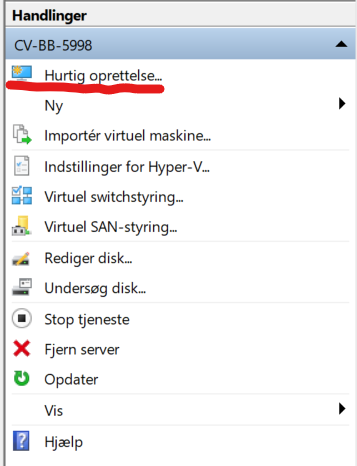 Handlinger
CV-BB-5998
Hurtig oprettelse...
Ny
Importér virtuel maskine...
Indstillinger for Hyper-V...
Virtuel switchstyring...
Virtuel SAN-styring...
Rediger disk...
Undersøg disk...
Stop tjeneste
Fjern server
Opdater
Vis
Hjælp